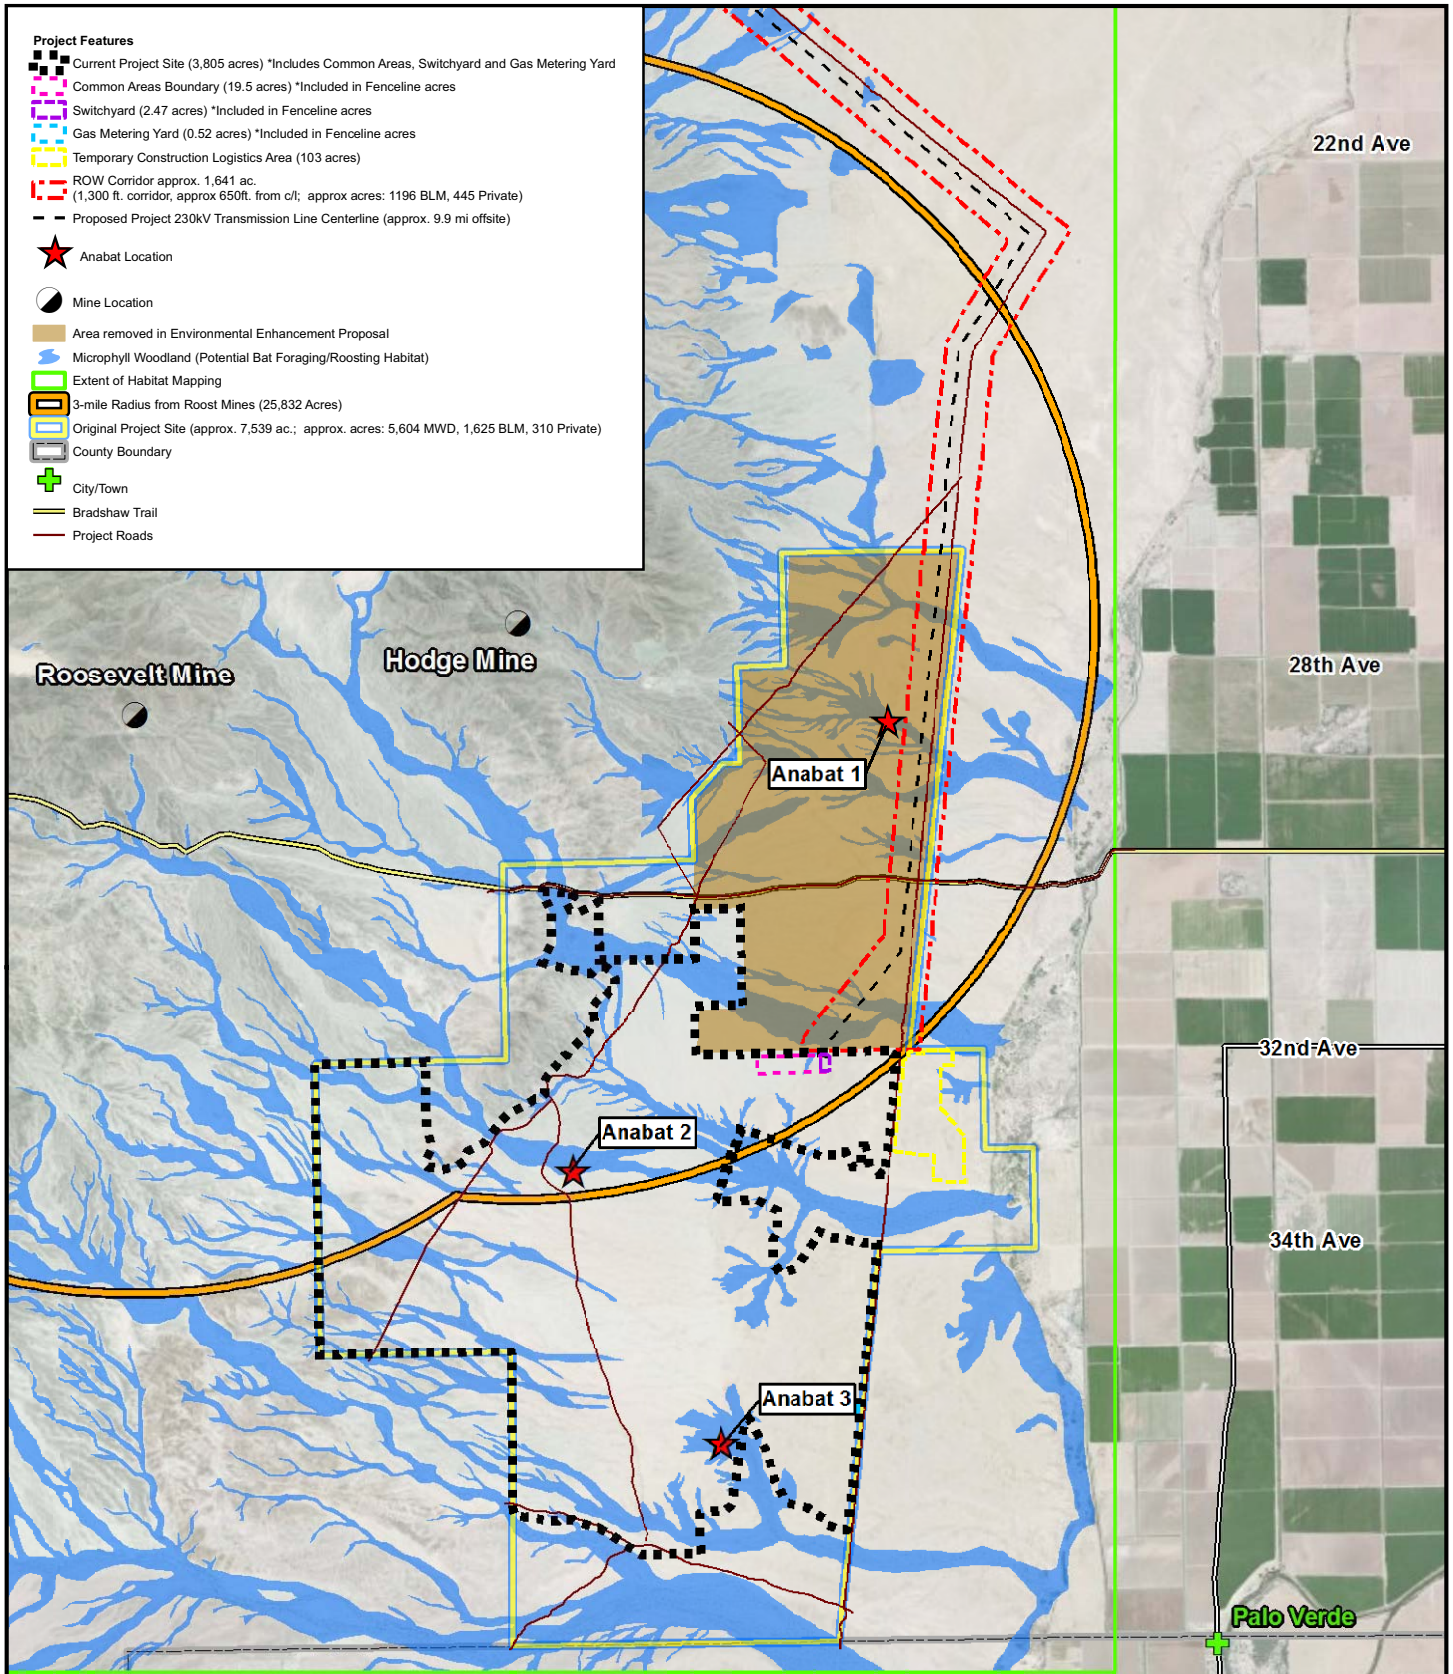 Project Features
Current Project Site (3,805 acres) *Includes Common Areas, Switchyard and Gas Metering Yard
Common Areas Boundary (19.5 acres) *Included in Fenceline acres
Switchyard (2.47 acres) *Included in Fenceline acres
Gas Metering Yard (0.52 acres) *Included in Fenceline acres
Temporary Construction Logistics Area (103 acres)
ROW Corridor approx. 1,641 ac.
(1,300 ft. corridor, approx 650ft. from c/l; approx acres: 1196 BLM, 445 Private)
Proposed Project 230kV Transmission Line Centerline (approx. 9.9 mi offsite)
Anabat Location
Mine Location
Area removed in Environmental Enhancement Proposal
Microphyll Woodland (Potential Bat Foraging/Roosting Habitat)
Extent of Habitat Mapping
3-mile Radius from Roost Mines (25,832 Acres)
Original Project Site (approx. 7,539 ac.; approx. acres: 5,604 MWD, 1,625 BLM, 310 Private)
County Boundary
City/Town
Bradshaw Trail
Project Roads
22nd Ave
Hodge Mine
28th Ave
Roosevelt Mine
Anabat 1
32nd Ave
Anabat 2
34th Ave
Anabat 3
Palo Verde